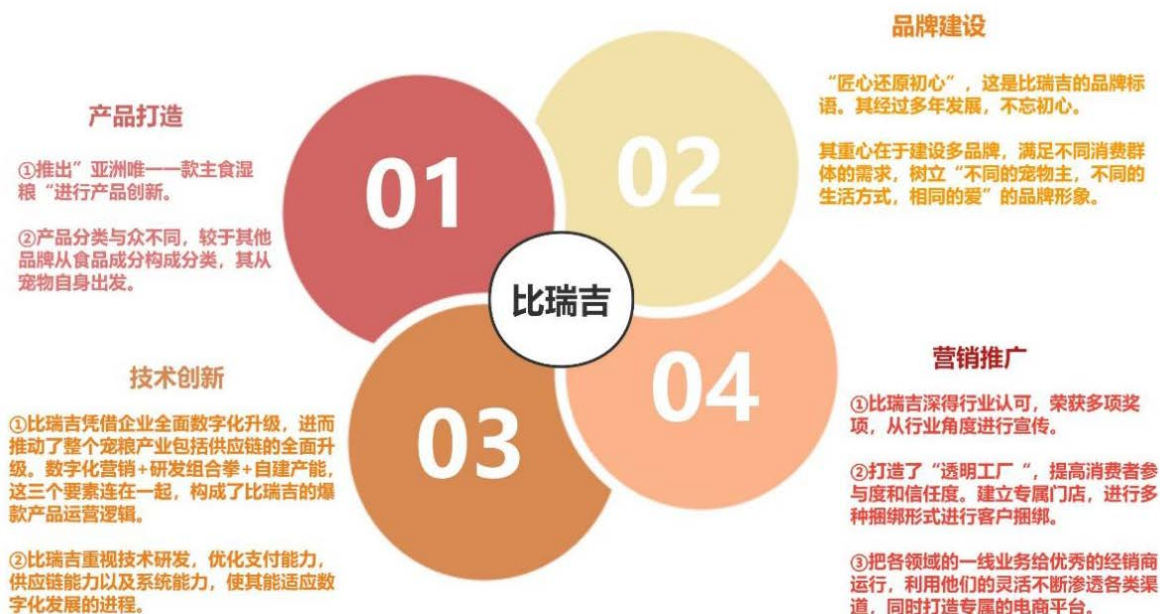 产品打造
①推出”亚洲唯一一款主食湿
粮“进行产品创新。
②产品分类与众不同，较于其他
品牌从食品成分构成分类，其从
宠物自身出发。
01
品牌建设
“匠心还原初心”，这是比瑞吉的品牌标
语。其经过多年发展，不忘初心。
其重心在于建设多品牌，满足不同消费群
体的需求，树立“不同的宠物主，不同的
生活方式，相同的爱”的品牌形象。
02
比瑞吉
技术创新
①比瑞吉凭借企业全面数字化升级，进而
推动了整个宠粮产业包括供应链的全面升
级。数字化营销+研发组合拳+自建产能，
这三个要素连在一起，构成了比瑞吉的爆
款产品运营逻辑。
②比瑞吉重视技术研发，优化支付能力，
供应链能力以及系统能力，使其能适应数
字化发展的进程。
03
营销推广
①比瑞吉深得行业认可，荣获多项奖
项，从行业角度进行宣传。
②打造了“透明工厂“，提高消费者参
与度和信任度。建立专属门店，进行多
种捆绑形式进行客户捆绑。
③把各领域的一线业务给优秀的经销商
运行，利用他们的灵活不断渗透各类渠
道，同时打造专属的电商平台。
04